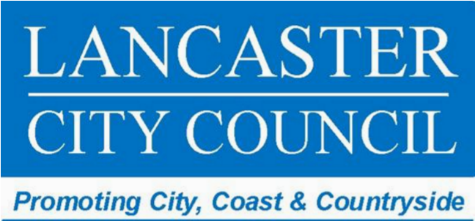 LANCASTER
CITY COUNCIL
Promoting City, Coast & Countryside